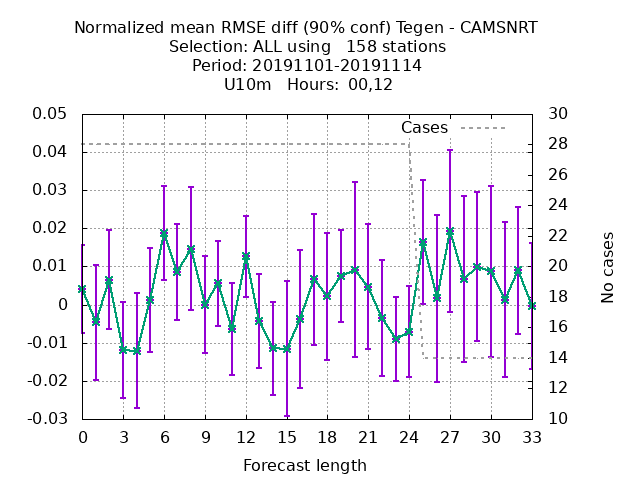 Normalized mean RMSE diff (90% conf) Tegen - CAMSNRT
Selection: ALL using   158 stations
Period: 20191101-20191114
U10m   Hours:  00,12
Cases
0.05
0.04
0.03
0.02
0.01
0
-0.01
-0.02
-0.03
30
28
26
24
22
20
18
16
14
12
10
No cases
0 3 6 9 12 15 18 21 24 27 30 33
Forecast length